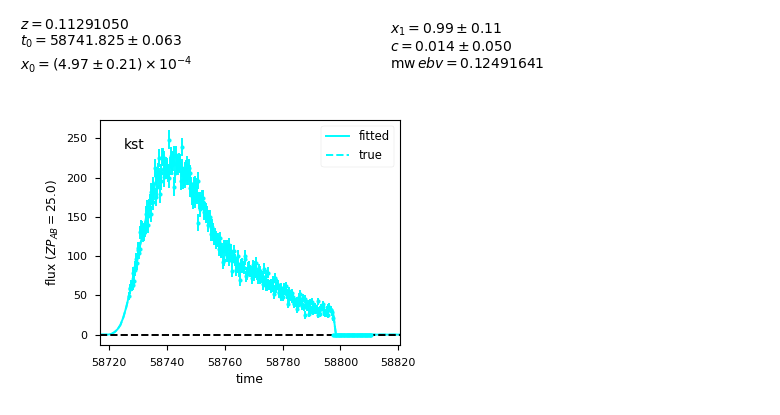 z = 0.11291050
t₀ = 58741.825 ± 0.063
x₀ = (4.97 ± 0.21) × 10⁻⁴
x₁ = 0.99 ± 0.11
c = 0.014 ± 0.050
mw ebv = 0.12491641
kst
fitted
true
flux (ZP_AB = 25.0)
250
200
150
100
50
0
58720 58740 58760 58780 58800 58820
time